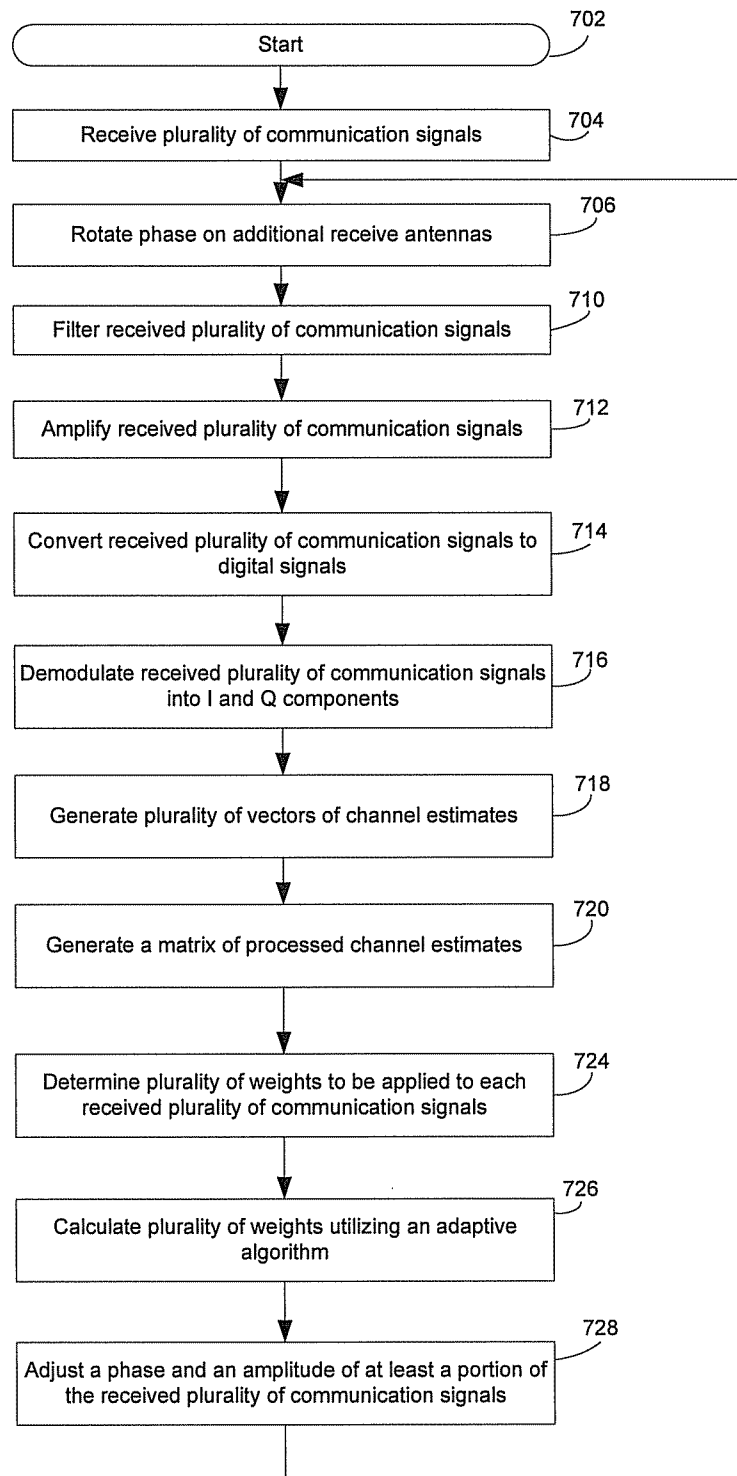 702
Start
704
Receive plurality of communication signals
706
Rotate phase on additional receive antennas
710
Filter received plurality of communication signals
712
Amplify received plurality of communication signals
714
Convert received plurality of communication signals to
digital signals
716
Demodulate received plurality of communication signals
into I and Q components
718
Generate plurality of vectors of channel estimates
720
Generate a matrix of processed channel estimates
724
Determine plurality of weights to be applied to each
received plurality of communication signals
726
Calculate plurality of weights utilizing an adaptive
algorithm
728
Adjust a phase and an amplitude of at least a portion of
the received plurality of communication signals